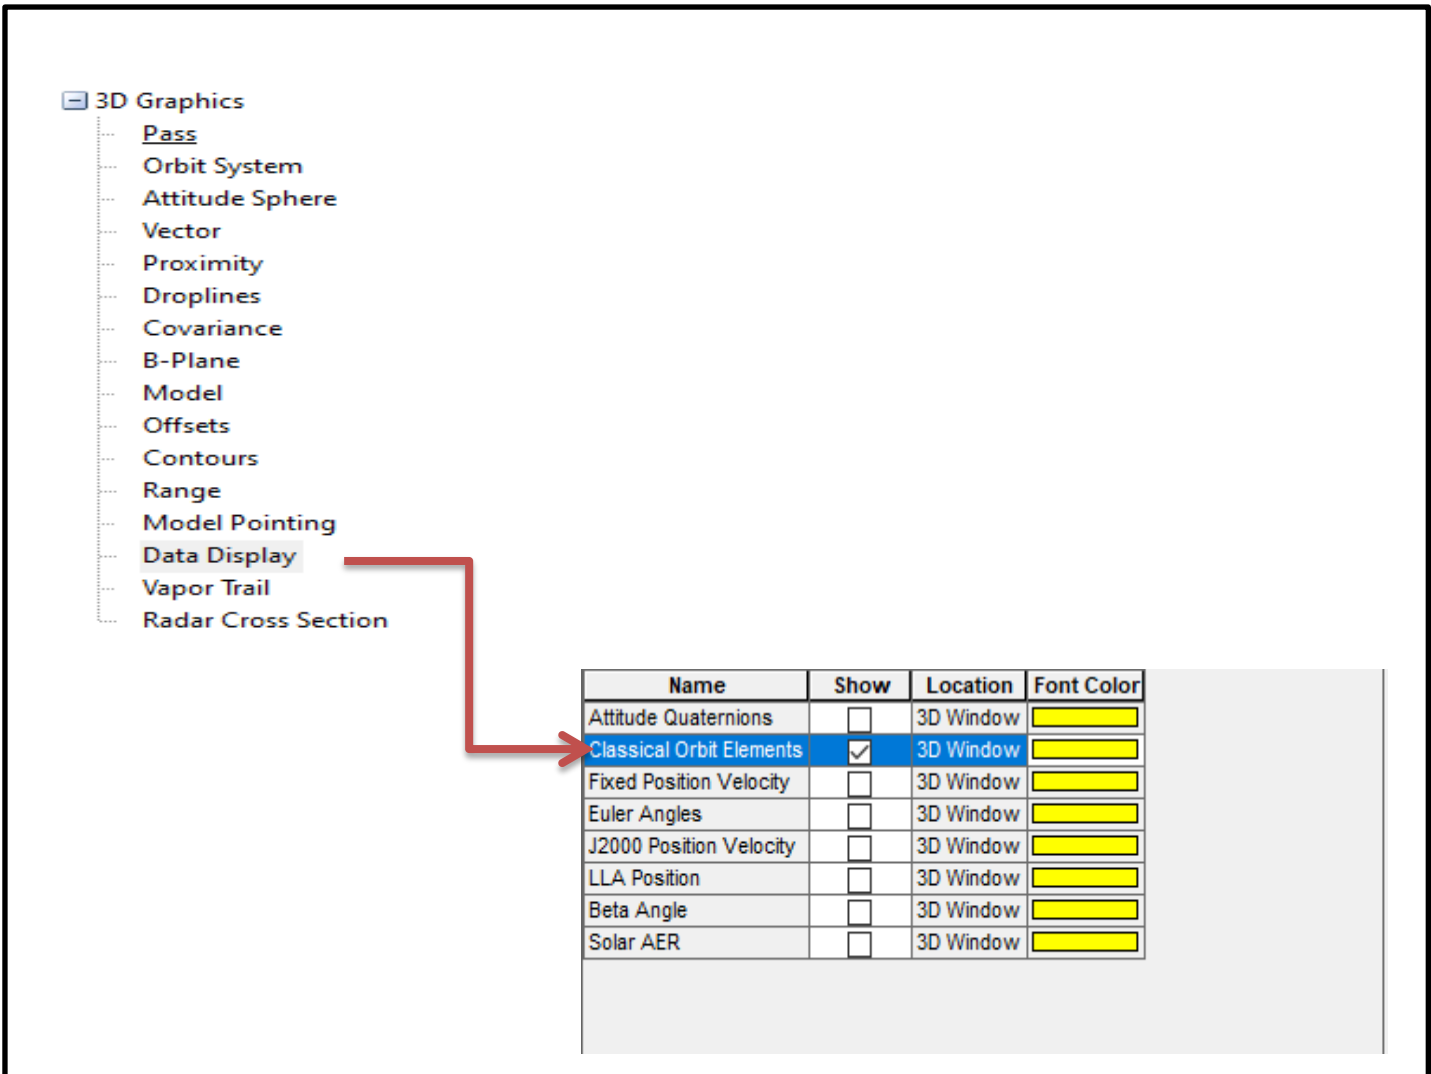 3D Graphics
Pass
Orbit System
Attitude Sphere
Vector
Proximity
Droplines
Covariance
B-Plane
Model
Offsets
Contours
Range
Model Pointing
Data Display
Vapor Trail
Radar Cross Section
Name Show Location Font Color
Attitude Quaternions 3D Window
Classical Orbit Elements 3D Window
Fixed Position Velocity 3D Window
Euler Angles 3D Window
J2000 Position Velocity 3D Window
LLA Position 3D Window
Beta Angle 3D Window
Solar AER 3D Window